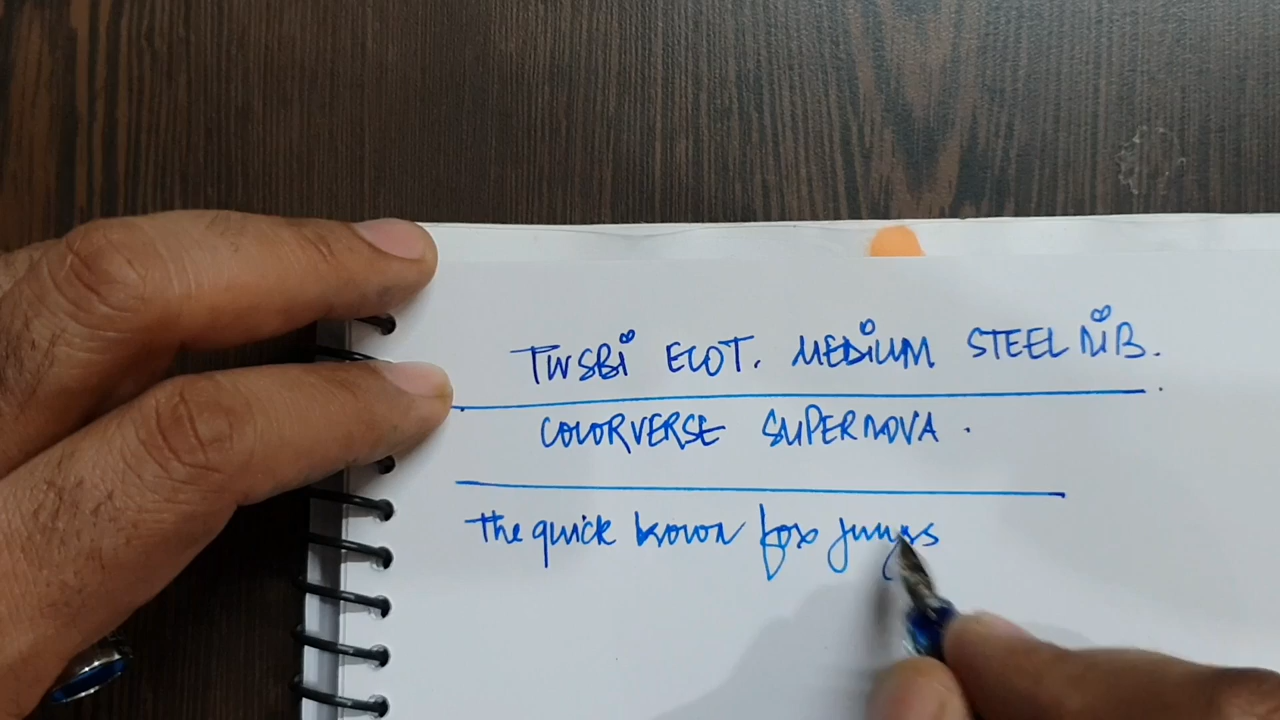 TWSBi ECOT. MEDIUM STEEL NIB.
COLORVERSE SUPERNOVA.
The quick brown fox jumps